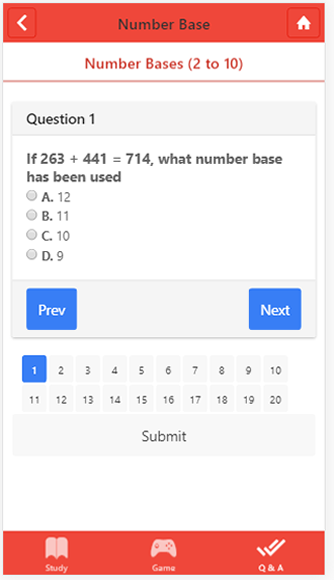 Number Base
Number Bases (2 to 10)
Question 1
If 263 + 441 = 714, what number base
has been used
A. 12
B. 11
C. 10
D. 9
Prev Next
1 2 3 4 5 6 7 8 9 10
11 12 13 14 15 16 17 18 19 20
Submit
Study Game Q & A